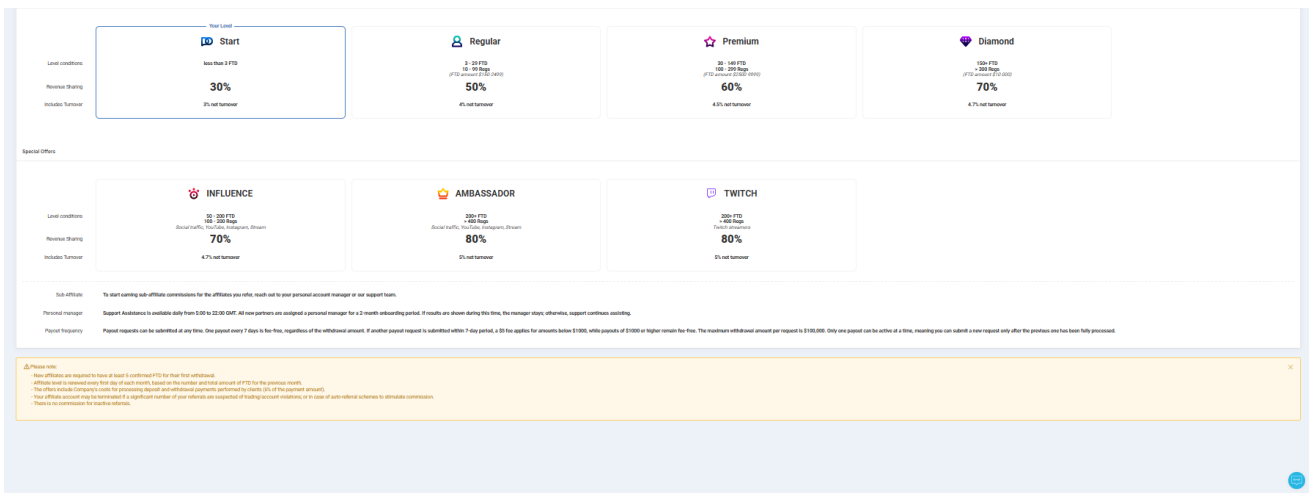 Your Level
Start
Regular
Premium
Diamond
Level conditions
less than 3 FTD
3 - 29 FTD
10 - 99 Regs
30 - 149 FTD
100 - 299 Regs
150+ FTD
> 300 Regs
(FTD amount $10 000)
Revenue Sharing
30%
50%
60%
70%
Includes Turnover
3% net turnover
4% net turnover
4.5% net turnover
4.7% net turnover
Special Offers
INFLUENCE
AMBASSADOR
TWITCH
Level conditions
50 - 200 FTD
100 - 300 Regs
Social traffic, YouTube, Instagram, Stream
200+ FTD
> 400 Regs
Social traffic, YouTube, Instagram, Stream
200+ FTD
> 400 Regs
Twitch streamers
Revenue Sharing
70%
80%
80%
Includes Turnover
4.7% net turnover
5% net turnover
5% net turnover
Sub-Affiliate
To start earning sub-affiliate commissions for the affiliates you refer, reach out to your personal account manager or our support team.
Personal manager
Support Assistance is available daily from 5:00 to 22:00 GMT. All new partners are assigned a personal manager for a 2-month onboarding period. If results are shown during this time, the manager stays; otherwise, support continues assisting.
Payout frequency
Payout requests can be submitted at any time. One payout every 7 days is fee-free, regardless of the withdrawal amount. If another payout request is submitted within 7-day period, a $5 fee applies for amounts below $1000, while payouts of $1000 or higher remain fee-free. The maximum withdrawal amount per request is $100,000. Only one payout can be active at a time, meaning you can submit a new request only after the previous one has been fully processed.
Please note:
- New affiliates are required to have at least 5 confirmed FTD for their first withdrawal.
- Affiliate level is renewed every first day of each month, based on the number and total amount of FTD for the previous month.
- The offers include Company's costs for processing deposit and withdrawal payments performed by clients (6% of the payment amount).
- Your affiliate account may be terminated if a significant number of your referrals are suspected of trading account violations, or in case of auto-referral schemes to stimulate commission.
- There is no commission for inactive referrals.